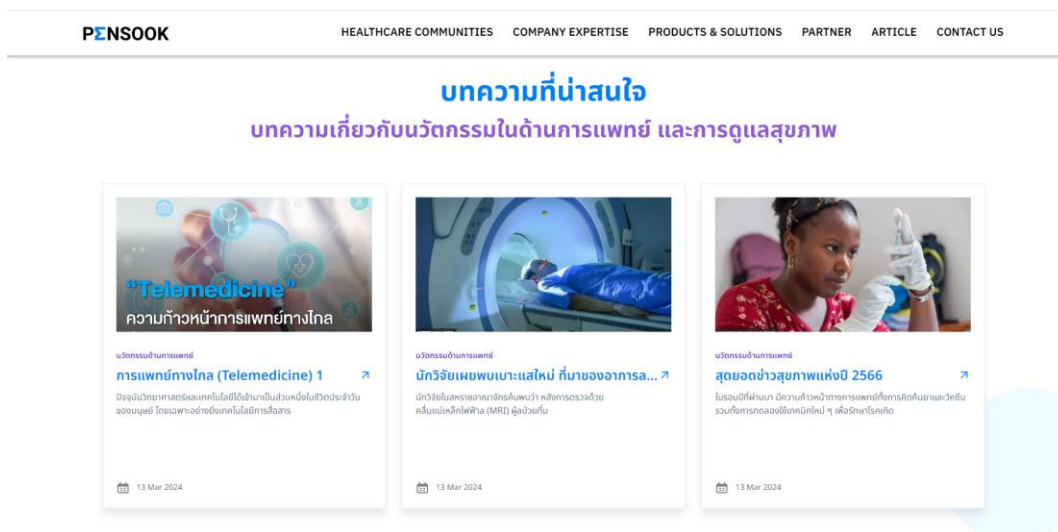 PΣNSOOK
HEALTHCARE COMMUNITIES COMPANY EXPERTISE PRODUCTS & SOLUTIONS PARTNER ARTICLE CONTACT US
บทความที่น่าสนใจ
บทความเกี่ยวกับนวัตกรรมในด้านการแพทย์ และการดูแลสุขภาพ
“Telemedicine”
ความก้าวหน้าการแพทย์ทางไกล
นวัตกรรมด้านการแพทย์
การแพทย์ทางไกล (Telemedicine) 1
ปัจจุบันวิทยาศาสตร์และเทคโนโลยีได้เข้ามาเป็นส่วนหนึ่งในชีวิตประจำวัน
ของมนุษย์ โดยเฉพาะอย่างยิ่งเทคโนโลยีการสื่อสาร
13 Mar 2024
นวัตกรรมด้านการแพทย์
นักวิจัยเผยพบเบาะแสใหม่ ที่มาของอาการล...
นักวิจัยในสหราชอาณาจักรค้นพบว่า หลังการตรวจด้วย
คลื่นแม่เหล็กไฟฟ้า (MRI) ผู้ป่วยที่ม
13 Mar 2024
นวัตกรรมด้านการแพทย์
สุดยอดข่าวสุขภาพแห่งปี 2566
ในรอบปีที่ผ่านมา มีความก้าวหน้าทางการแพทย์ทั้งการคิดค้นยาและวัคซีน
รวมทั้งการทดลองใช้เทคนิคใหม่ ๆ เพื่อรักษาโรคเกิด
13 Mar 2024